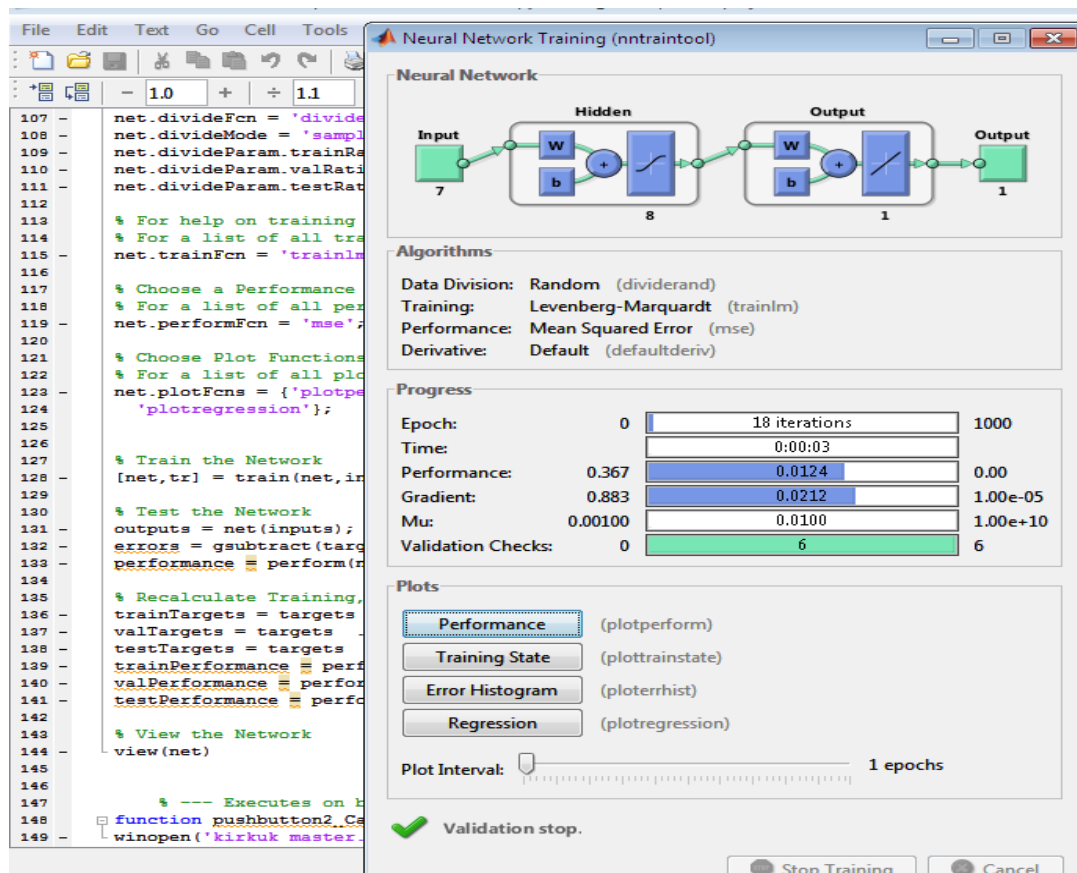 File Edit Text Go Cell Tools
1.0 + ÷ 1.1
107 - net.divideFcn = 'divide
108 - net.divideMode = 'sampl
109 - net.divideParam.trainRa
110 - net.divideParam.valRati
111 - net.divideParam.testRat
112
113 % For help on training
114 % For a list of all tra
115 - net.trainFcn = 'trainlm
116
117 % Choose a Performance
118 % For a list of all per
119 - net.performFcn = 'mse';
120
121 % Choose Plot Functions
122 % For a list of all plo
123 - net.plotFcns = {'plotpe
124 'plotregression'};
125
126
127 % Train the Network
128 - [net,tr] = train(net,in
129
130 % Test the Network
131 - outputs = net(inputs);
132 - errors = gsubtract(targ
133 - performance = perform(n
134
135 % Recalculate Training,
136 - trainTargets = targets
137 - valTargets = targets .
138 - testTargets = targets
139 - trainPerformance = perf
140 - valPerformance = perfor
141 - testPerformance = perfo
142
143 % View the Network
144 - view(net)
145
146
147 % --- Executes on b
148 function pushbutton2_Ca
149 - winopen('kirkuk master.
Neural Network Training (nntraintool)
Neural Network
Hidden Output
Input Output
W b + W b +
7 8 1 1
Algorithms
Data Division: Random (dividerand)
Training: Levenberg-Marquardt (trainlm)
Performance: Mean Squared Error (mse)
Derivative: Default (defaultderiv)
Progress
Epoch: 0 18 iterations 1000
Time: 0:00:03
Performance: 0.367 0.0124 0.00
Gradient: 0.883 0.0212 1.00e-05
Mu: 0.00100 0.0100 1.00e+10
Validation Checks: 0 6 6
Plots
Performance (plotperform)
Training State (plottrainstate)
Error Histogram (ploterrhist)
Regression (plotregression)
Plot Interval: 1 epochs
Validation stop.
Stop Training Cancel